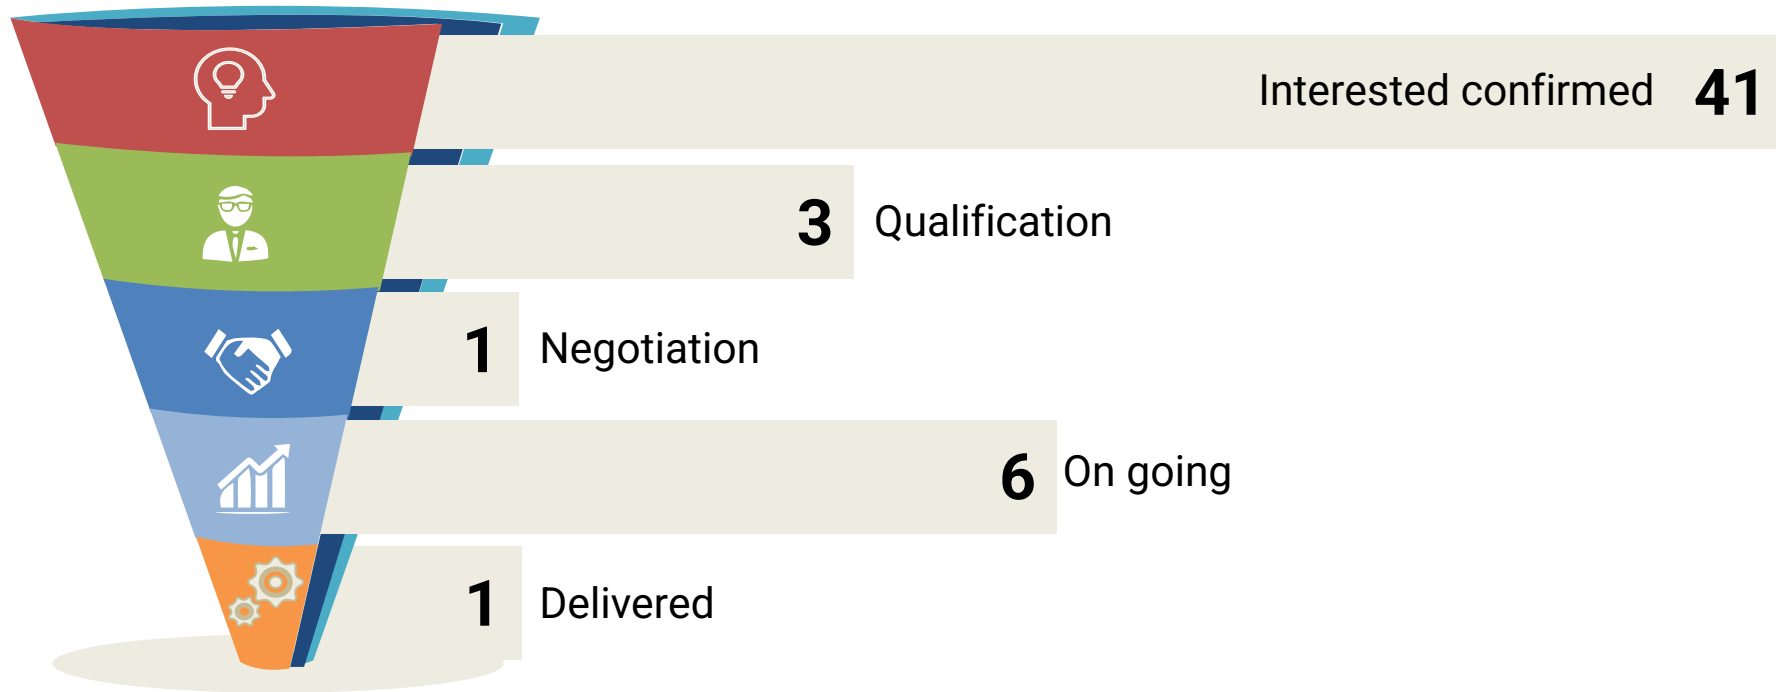 Interested confirmed 41
3 Qualification
1 Negotiation
6 On going
1 Delivered